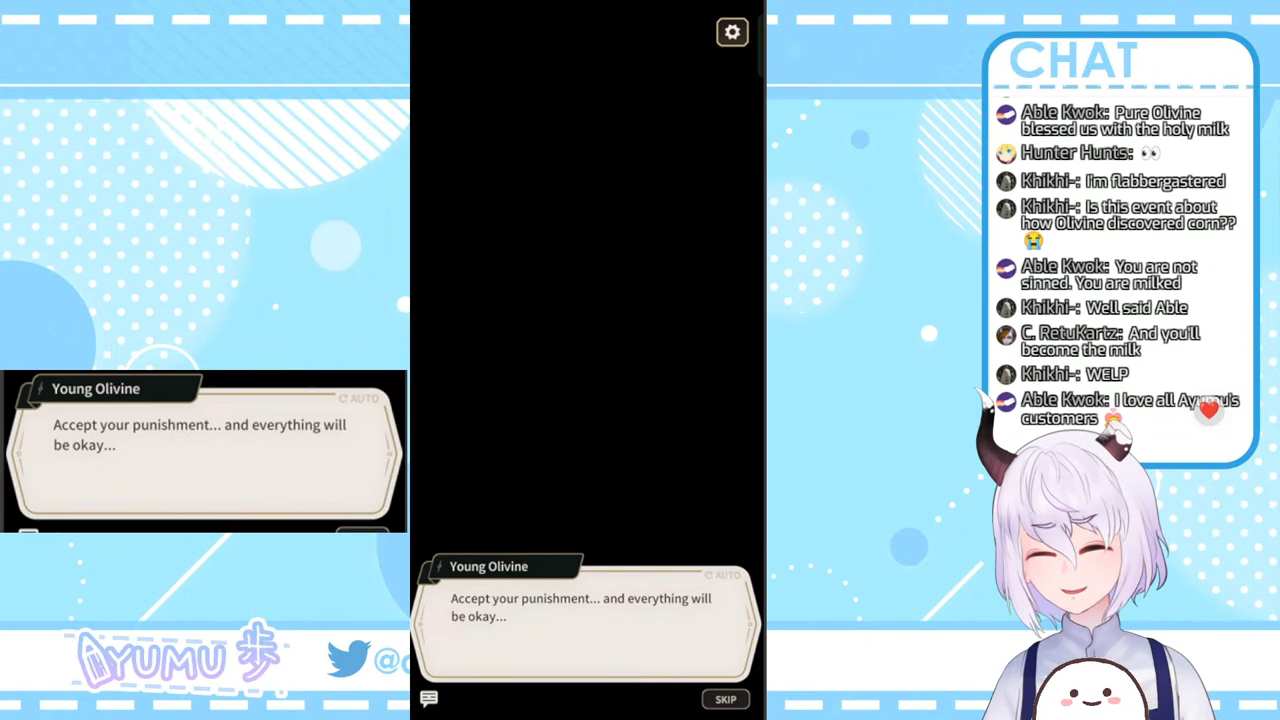 Young Olivine
AUTO
Accept your punishment... and everything will
be okay...
AYUMU 歩
Young Olivine
AUTO
Accept your punishment... and everything will
be okay...
SKIP
CHAT
Able Kwok: Pure Olivine
blessed us with the holy milk
Hunter Hunts: 👀
Khikhi-: I'm flabbergastered
Khikhi-: Is this event about
how Olivine discovered corn??
😭
Able Kwok: You are not
sinned. You are milked
Khikhi-: Well said Able
C. RetuKartz: And you'll
become the milk
Khikhi-: WELP
Able Kwok: I love all Ayumu's
customers